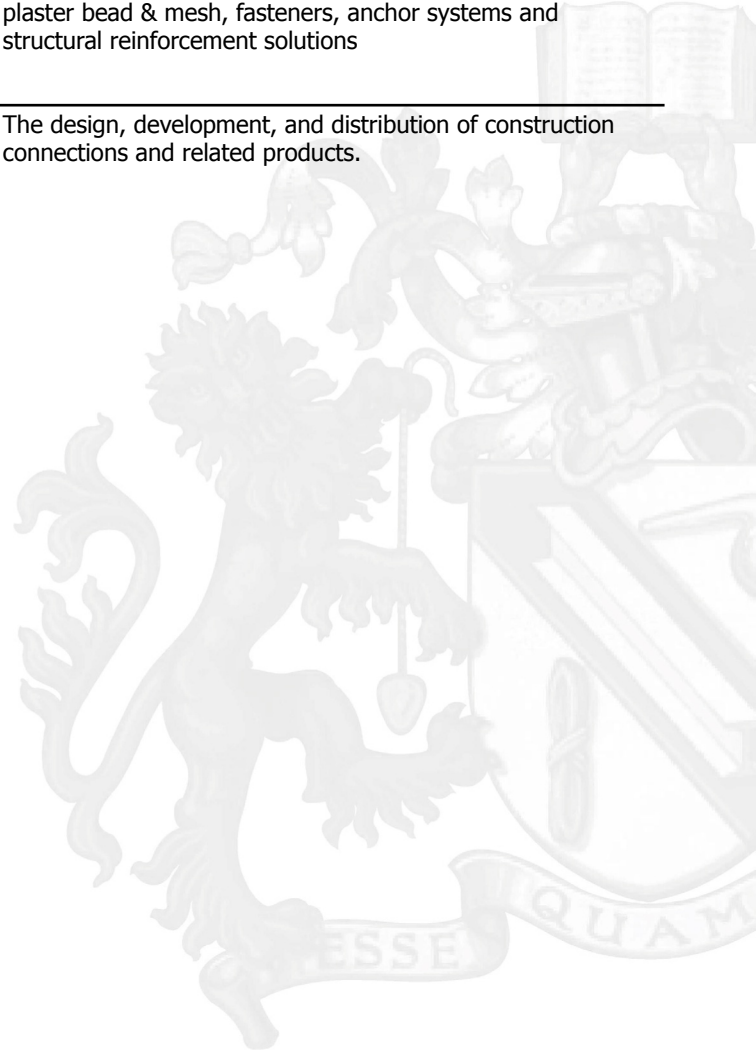 plaster bead & mesh, fasteners, anchor systems and
structural reinforcement solutions
The design, development, and distribution of construction
connections and related products.
ESSE QUAM